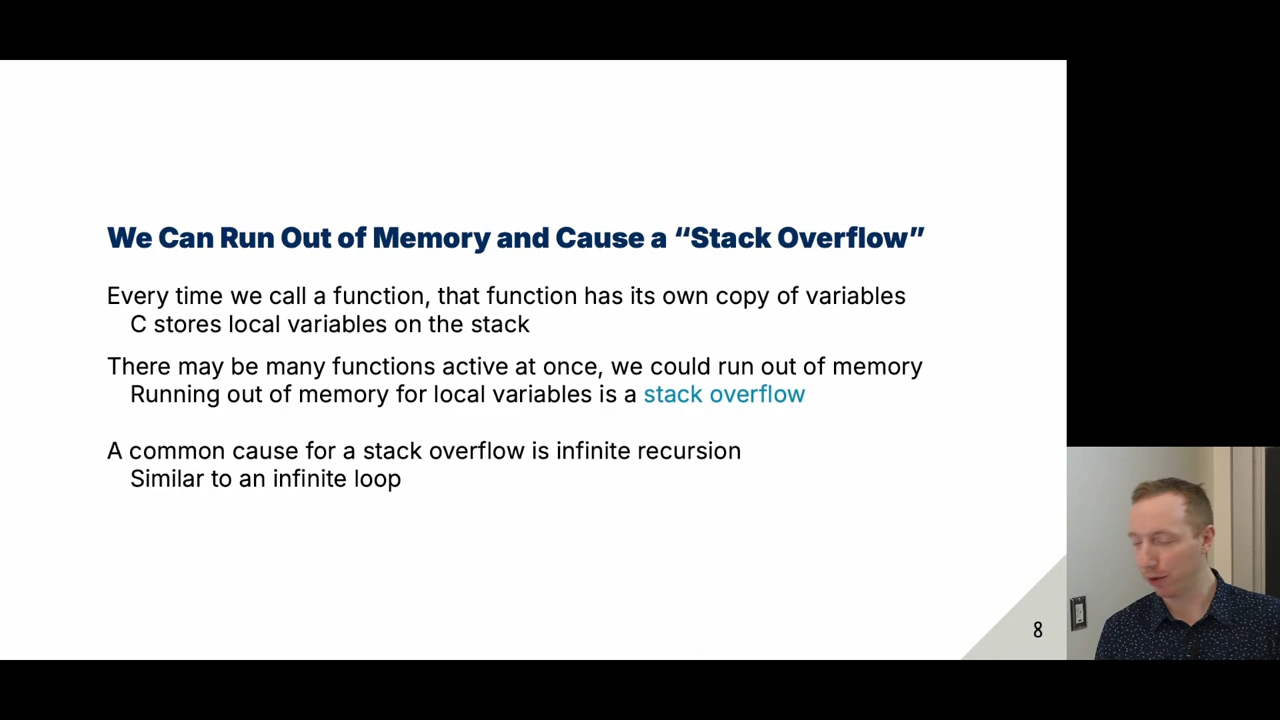 We Can Run Out of Memory and Cause a “Stack Overflow”
Every time we call a function, that function has its own copy of variables
C stores local variables on the stack
There may be many functions active at once, we could run out of memory
Running out of memory for local variables is a stack overflow
A common cause for a stack overflow is infinite recursion
Similar to an infinite loop
8